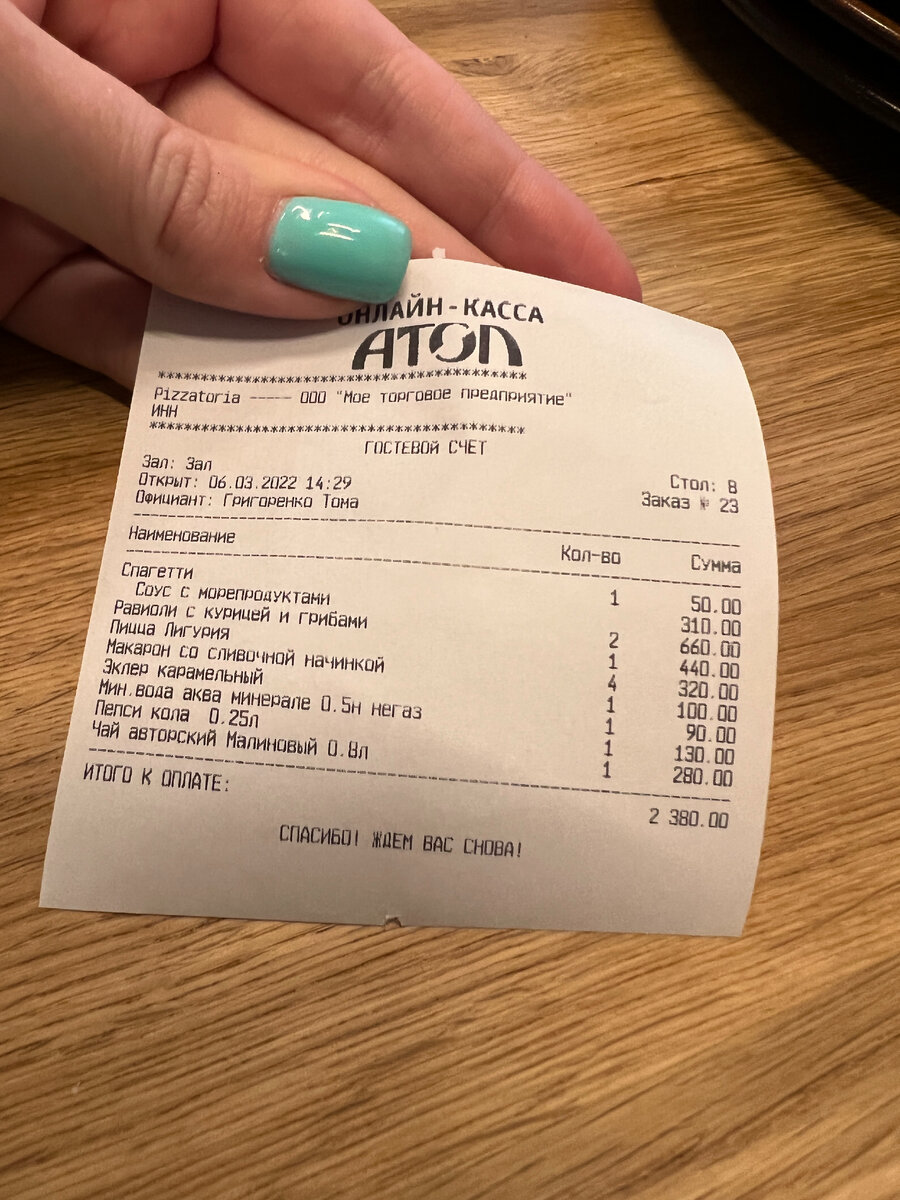 ОНЛАЙН-КАССА
АТОЛ
********************************************
Pizzatoria ----- ООО "Мое торговое предприятие"
ИНН
********************************************
ГОСТЕВОЙ СЧЕТ
Зал: Зал
Открыт: 06.03.2022 14:29 Стол: 8
Официант: Григоренко Тома Заказ № 23
Наименование Кол-во Сумма
Спагетти 1 50.00
Соус с морепродуктами 310.00
Равиоли с курицей и грибами 2 660.00
Пицца Лигурия 1 440.00
Макарон со сливочной начинкой 4 320.00
Эклер карамельный 1 100.00
Мин.вода аква минерале 0.5н негаз 1 90.00
Пепси кола 0.25л 1 130.00
Чай авторский Малиновый 0.8л 1 280.00
ИТОГО К ОПЛАТЕ: 2 380.00
СПАСИБО! ЖДЕМ ВАС СНОВА!